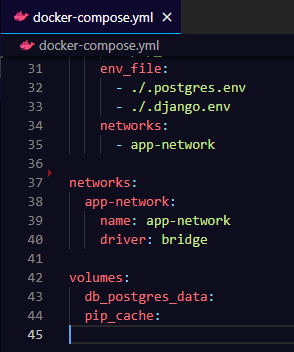 docker-compose.yml
docker-compose.yml
31 env_file:
32 - ./.postgres.env
33 - ./.django.env
34 networks:
35 - app-network
36
37 networks:
38 app-network:
39 name: app-network
40 driver: bridge
41
42 volumes:
43 db_postgres_data:
44 pip_cache:
45